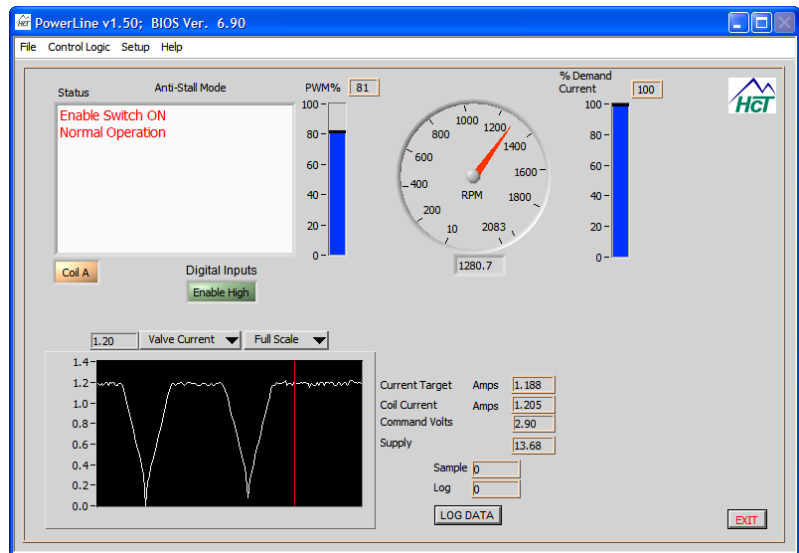 PowerLine v1.50; BIOS Ver. 6.90
File Control Logic Setup Help
Status
Anti-Stall Mode
Enable Switch ON
Normal Operation
PWM% 81
100
80
60
40
20
0
10
200
400
600
800
1000
1200
1400
1600
1800
2083
RPM
1280.7
% Demand
Current 100
100
80
60
40
20
0
HCT
Coil A
Digital Inputs
Enable High
1.20 Valve Current Full Scale
1.4
1.2
1.0
0.8
0.6
0.4
0.2
0.0
Current Target Amps 1.188
Coil Current Amps 1.205
Command Volts 2.90
Supply 13.68
Sample 0
Log 0
LOG DATA
EXIT